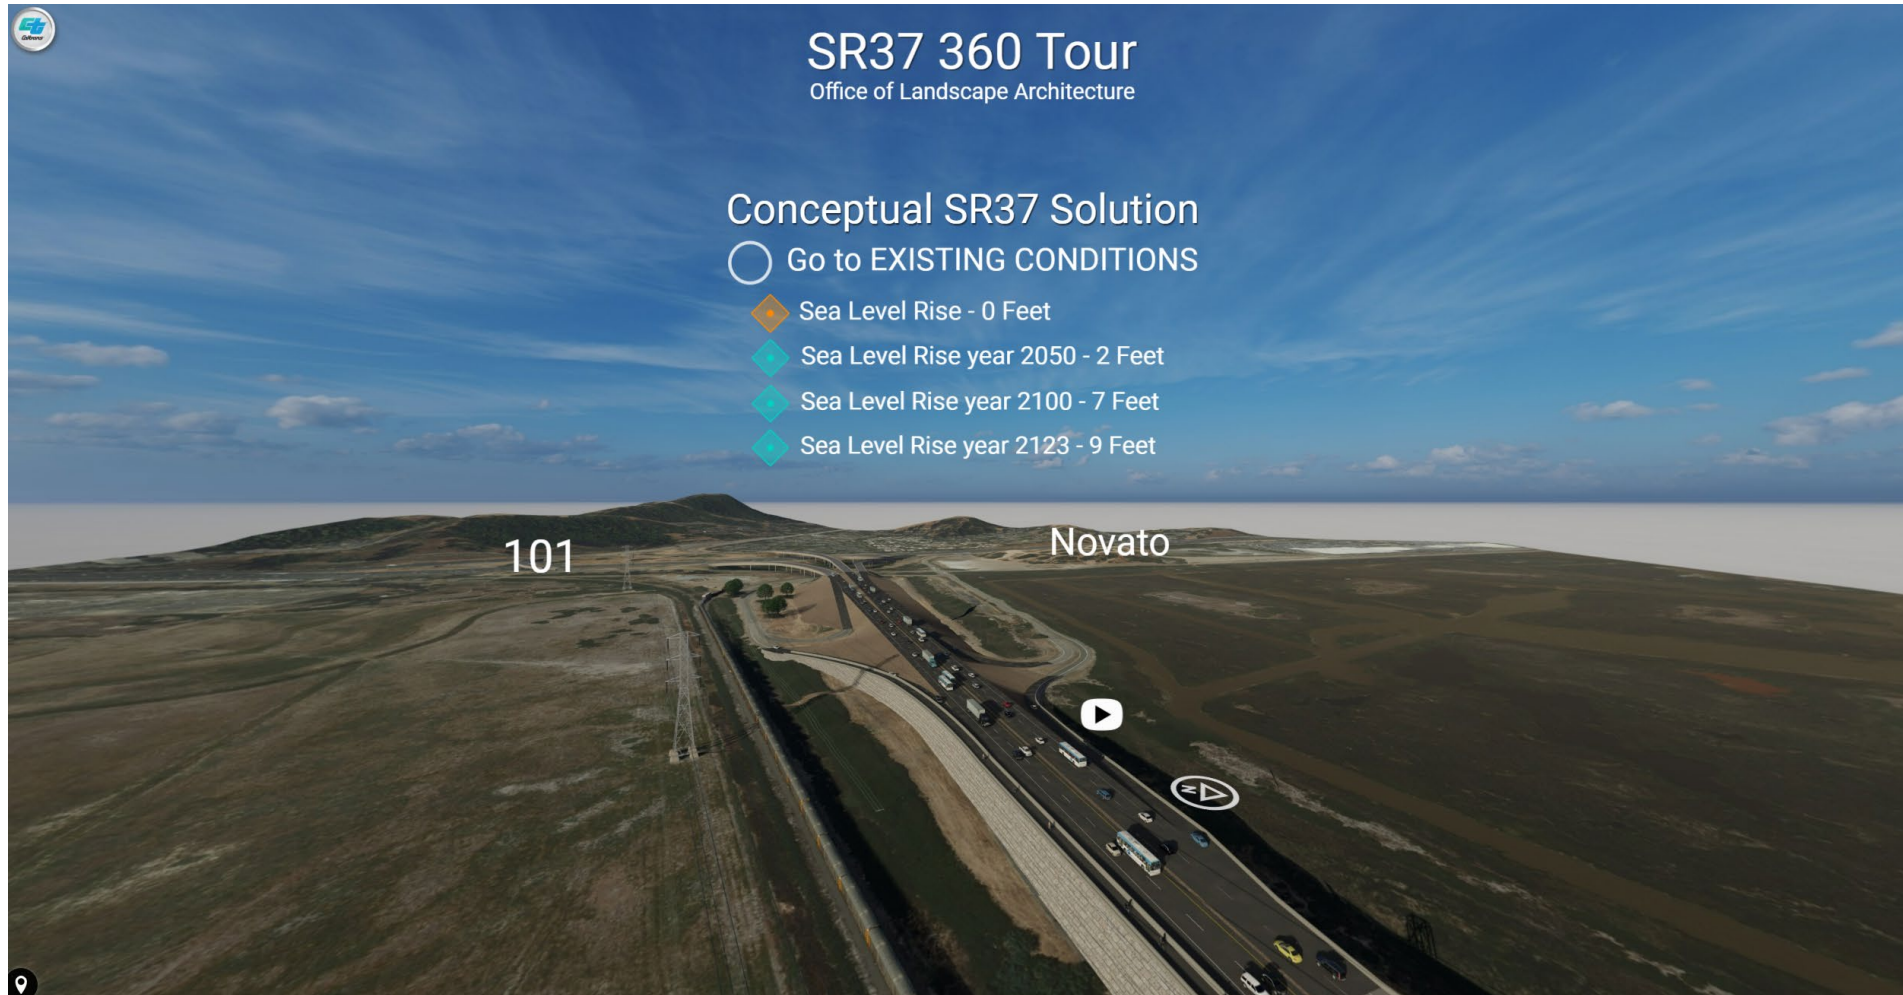 Caltrans
SR37 360 Tour
Office of Landscape Architecture
Conceptual SR37 Solution
Go to EXISTING CONDITIONS
Sea Level Rise - 0 Feet
Sea Level Rise year 2050 - 2 Feet
Sea Level Rise year 2100 - 7 Feet
Sea Level Rise year 2123 - 9 Feet
101
Novato
N